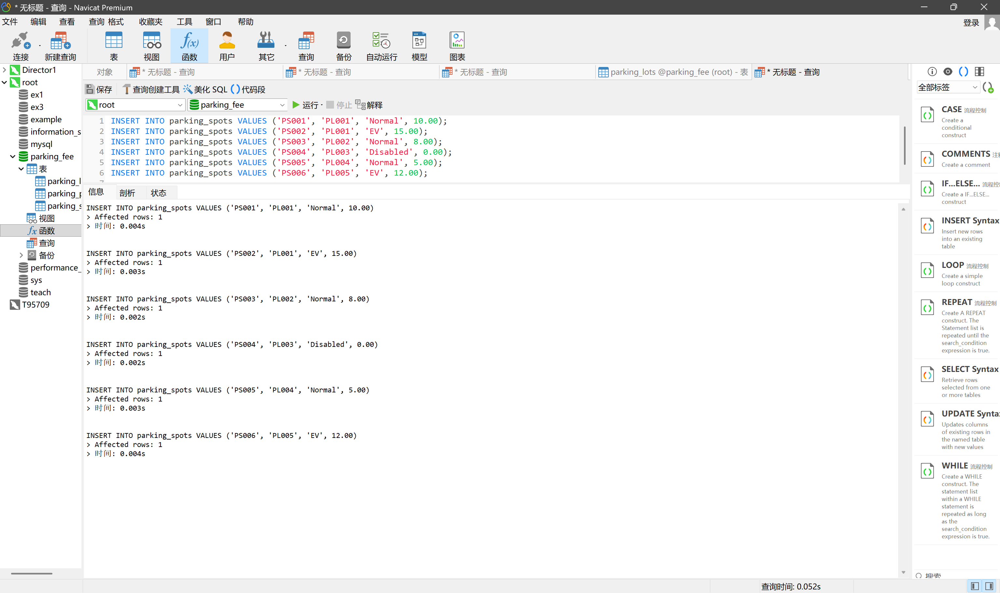 * 无标题 - 查询 - Navicat Premium
文件 编辑 查看 查询 格式 收藏夹 工具 窗口 帮助 登录
连接 新建查询 表 视图 函数 用户 其它 查询 备份 自动运行 模型 图表
Director1
root
ex1
ex3
example
information_s
mysql
parking_fee
表
parking_l
parking_p
parking_s
视图
函数
查询
备份
performance_
sys
teach
T95709
对象 * 无标题 - 查询 * 无标题 - 查询 * 无标题 - 查询 parking_lots @parking_fee (root) - 表 * 无标题 - 查询
保存 查询创建工具 美化 SQL 代码段
root parking_fee 运行 停止 解释
1 INSERT INTO parking_spots VALUES ('PS001', 'PL001', 'Normal', 10.00);
2 INSERT INTO parking_spots VALUES ('PS002', 'PL001', 'EV', 15.00);
3 INSERT INTO parking_spots VALUES ('PS003', 'PL002', 'Normal', 8.00);
4 INSERT INTO parking_spots VALUES ('PS004', 'PL003', 'Disabled', 0.00);
5 INSERT INTO parking_spots VALUES ('PS005', 'PL004', 'Normal', 5.00);
6 INSERT INTO parking_spots VALUES ('PS006', 'PL005', 'EV', 12.00);
信息 剖析 状态
INSERT INTO parking_spots VALUES ('PS001', 'PL001', 'Normal', 10.00)
> Affected rows: 1
> 时间: 0.004s
INSERT INTO parking_spots VALUES ('PS002', 'PL001', 'EV', 15.00)
> Affected rows: 1
> 时间: 0.003s
INSERT INTO parking_spots VALUES ('PS003', 'PL002', 'Normal', 8.00)
> Affected rows: 1
> 时间: 0.002s
INSERT INTO parking_spots VALUES ('PS004', 'PL003', 'Disabled', 0.00)
> Affected rows: 1
> 时间: 0.002s
INSERT INTO parking_spots VALUES ('PS005', 'PL004', 'Normal', 5.00)
> Affected rows: 1
> 时间: 0.003s
INSERT INTO parking_spots VALUES ('PS006', 'PL005', 'EV', 12.00)
> Affected rows: 1
> 时间: 0.004s
全部标签
CASE 流程控制
Create a
conditional
construct
COMMENTS 注
Create a comment
IF...ELSE... 流程控
Create a IF...ELSE...
construct
INSERT Syntax
Insert new rows
into an existing
table
LOOP 流程控制
Create a simple
loop construct
REPEAT 流程控制
Create A REPEAT
construct. The
Statement list is
repeated until the
search_condition
expression is true.
SELECT Syntax
Retrieve rows
selected from one
or more tables
UPDATE Syntax
Updates columns
of existing rows in
the named table
with new values
WHILE 流程控制
Create a WHILE
construct. The
statement list
within a WHILE
statement is
repeated as long
as the
search_condition
expression is true.
搜索
查询时间: 0.052s